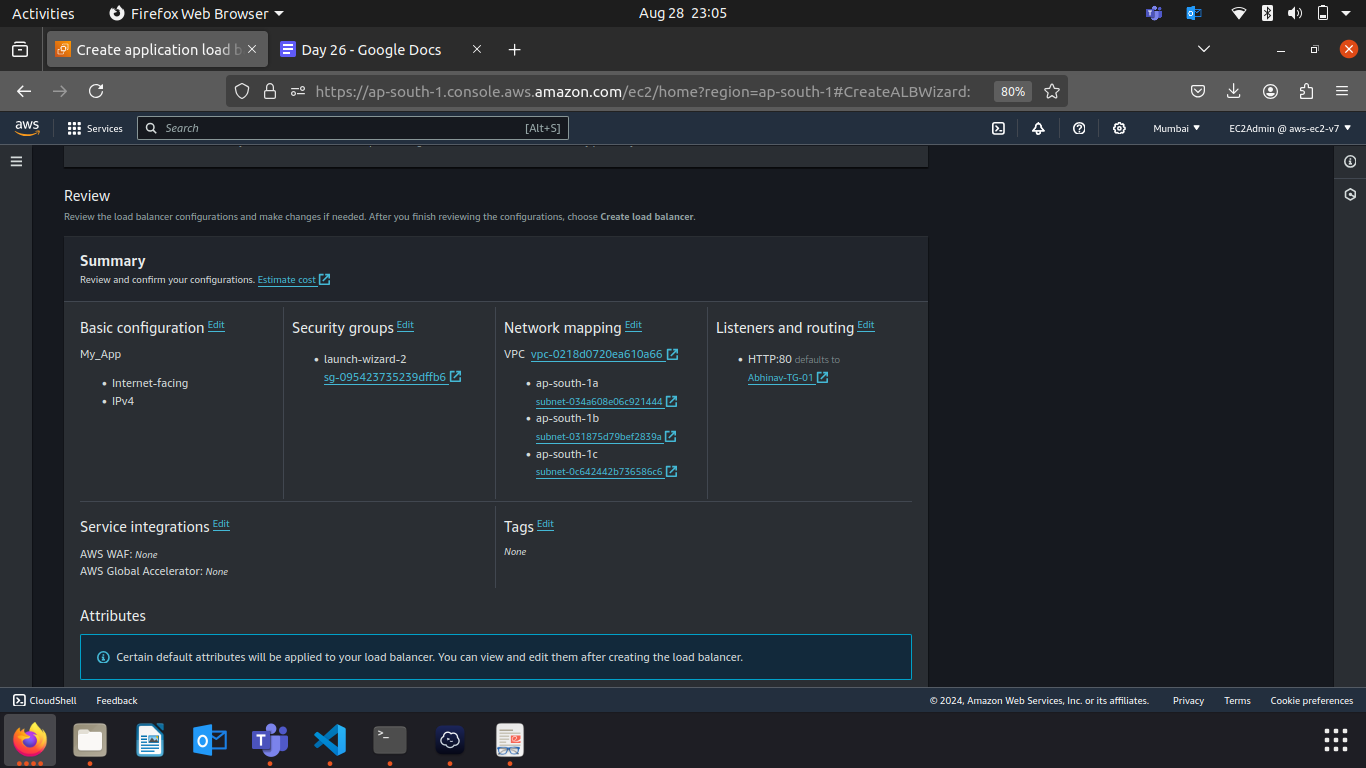 Activities
Firefox Web Browser
Aug 28 23:05
Create application load b
Day 26 - Google Docs
https://ap-south-1.console.aws.amazon.com/ec2/home?region=ap-south-1#CreateALBWizard:
80%
aws
Services
Search
[Alt+S]
Mumbai
EC2Admin @ aws-ec2-v7
Review
Review the load balancer configurations and make changes if needed. After you finish reviewing the configurations, choose Create load balancer.
Summary
Review and confirm your configurations. Estimate cost
Basic configuration Edit
My_App
• Internet-facing
• IPv4
Security groups Edit
• launch-wizard-2
sg-095423735239dffb6
Network mapping Edit
VPC vpc-0218d0720ea610a66
• ap-south-1a
subnet-034a608e06c921444
• ap-south-1b
subnet-031875d79bef2839a
• ap-south-1c
subnet-0c642442b736586c6
Listeners and routing Edit
• HTTP:80 defaults to
Abhinav-TG-01
Service integrations Edit
AWS WAF: None
AWS Global Accelerator: None
Tags Edit
None
Attributes
Certain default attributes will be applied to your load balancer. You can view and edit them after creating the load balancer.
CloudShell
Feedback
© 2024, Amazon Web Services, Inc. or its affiliates.
Privacy
Terms
Cookie preferences